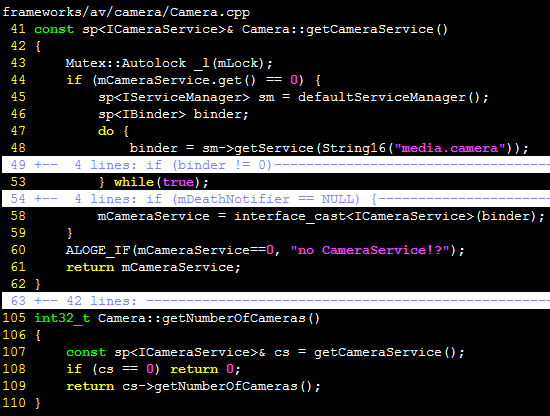 frameworks/av/camera/Camera.cpp
41 const sp<ICameraService>& Camera::getCameraService()
42 {
43     Mutex::Autolock _l(mLock);
44     if (mCameraService.get() == 0) {
45         sp<IServiceManager> sm = defaultServiceManager();
46         sp<IBinder> binder;
47         do {
48             binder = sm->getService(String16("media.camera"));
49 +--  4 lines: if (binder != 0)-----------------------------------
53         } while(true);
54 +--  4 lines: if (mDeathNotifier == NULL) {----------------------
58         mCameraService = interface_cast<ICameraService>(binder);
59     }
60     ALOGE_IF(mCameraService==0, "no CameraService!?");
61     return mCameraService;
62 }
63 +-- 42 lines: ---------------------------------------------------
105 int32_t Camera::getNumberOfCameras()
106 {
107     const sp<ICameraService>& cs = getCameraService();
108     if (cs == 0) return 0;
109     return cs->getNumberOfCameras();
110 }